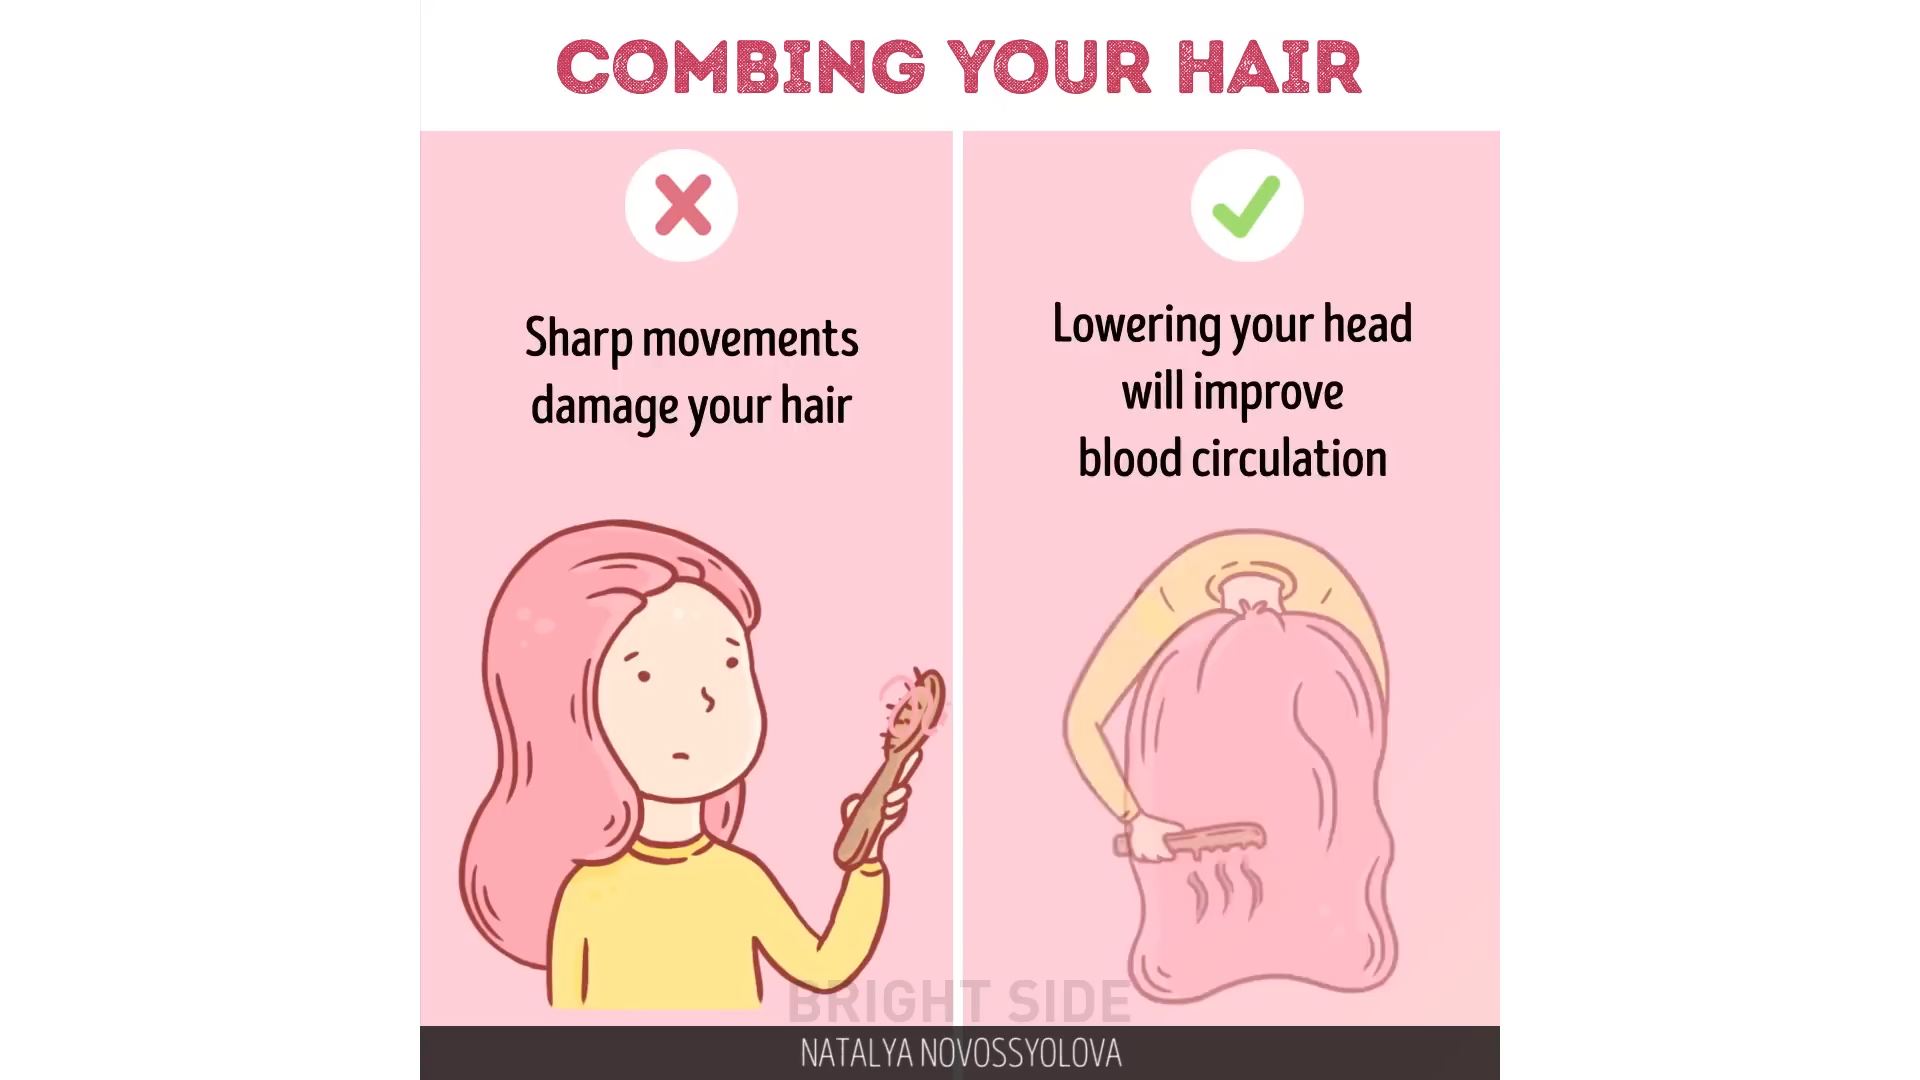 COMBING YOUR HAIR
Sharp movements
damage your hair
Lowering your head
will improve
blood circulation
BRIGHT SIDE
NATALYA NOVOSSYOLOVA